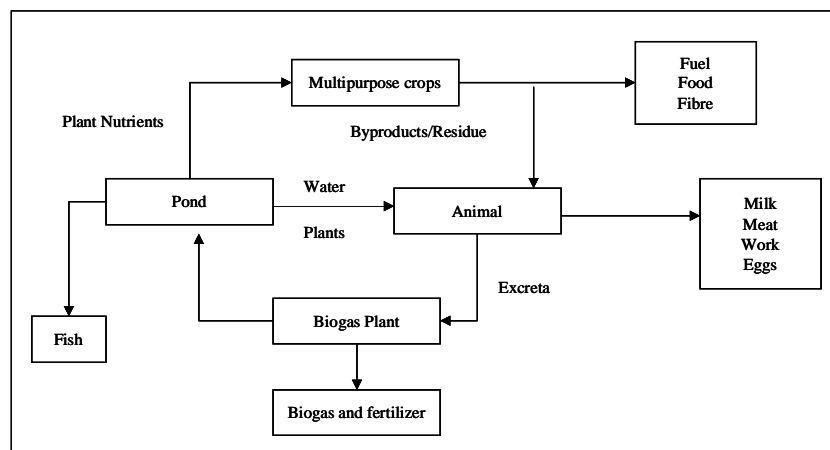 Multipurpose crops
Fuel
Food
Fibre
Plant Nutrients
Byproducts/Residue
Pond
Water
Plants
Animal
Milk
Meat
Work
Eggs
Excreta
Biogas Plant
Fish
Biogas and fertilizer